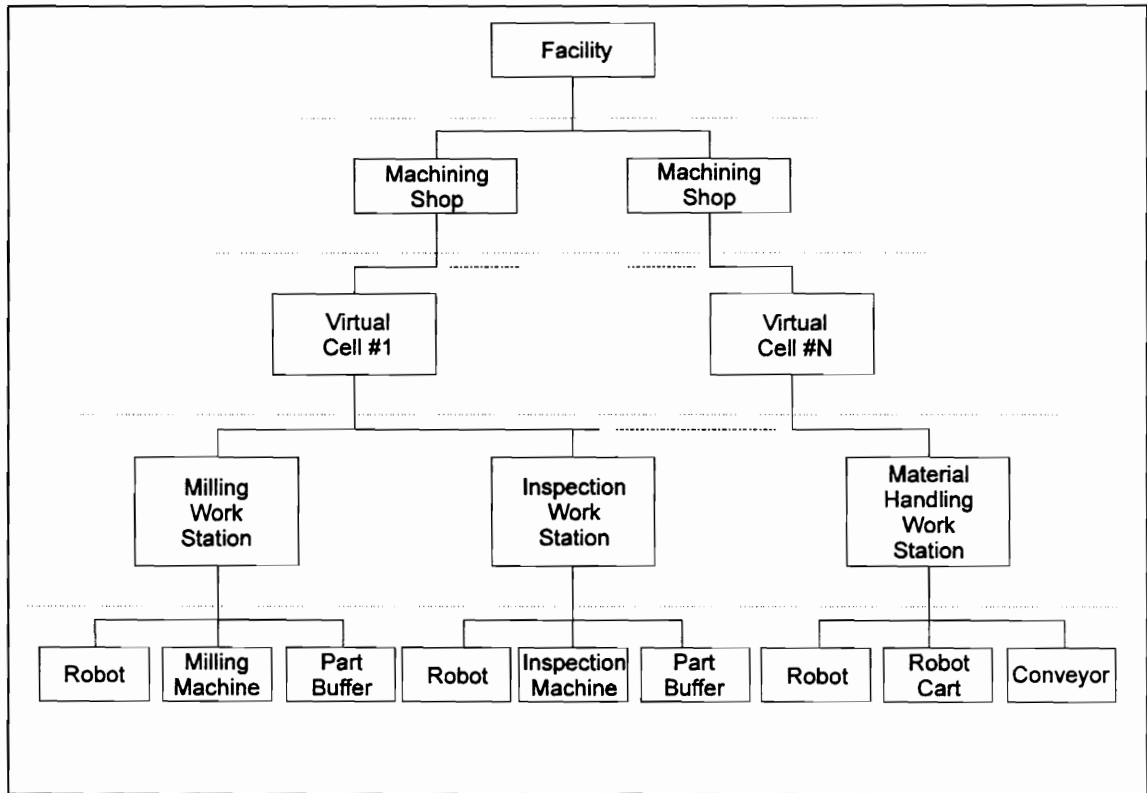 Facility
Machining
Shop
Machining
Shop
Virtual
Cell #1
Virtual
Cell #N
Milling
Work
Station
Inspection
Work
Station
Material
Handling
Work
Station
Robot
Milling
Machine
Part
Buffer
Robot
Inspection
Machine
Part
Buffer
Robot
Robot
Cart
Conveyor